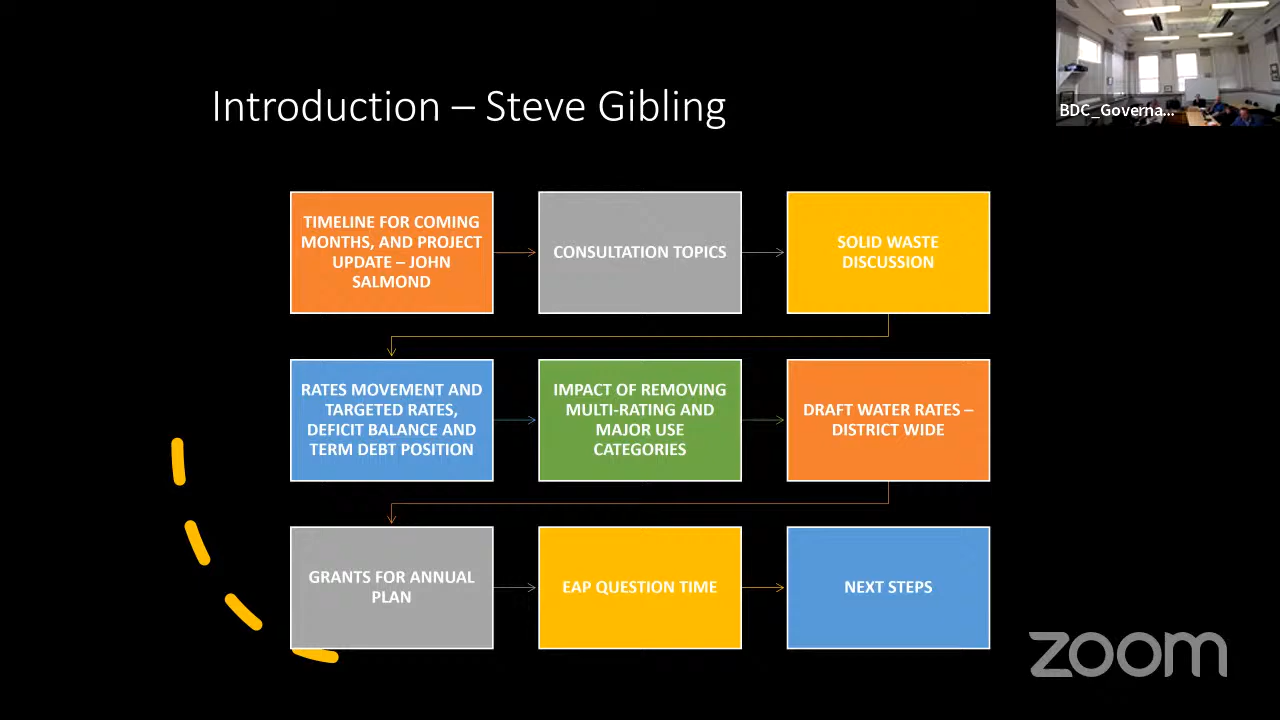 Introduction – Steve Gibling
BDC_Governa...
TIMELINE FOR COMING
MONTHS, AND PROJECT
UPDATE – JOHN
SALMOND
CONSULTATION TOPICS
SOLID WASTE
DISCUSSION
RATES MOVEMENT AND
TARGETED RATES,
DEFICIT BALANCE AND
TERM DEBT POSITION
IMPACT OF REMOVING
MULTI-RATING AND
MAJOR USE
CATEGORIES
DRAFT WATER RATES –
DISTRICT WIDE
GRANTS FOR ANNUAL
PLAN
EAP QUESTION TIME
NEXT STEPS
zoom